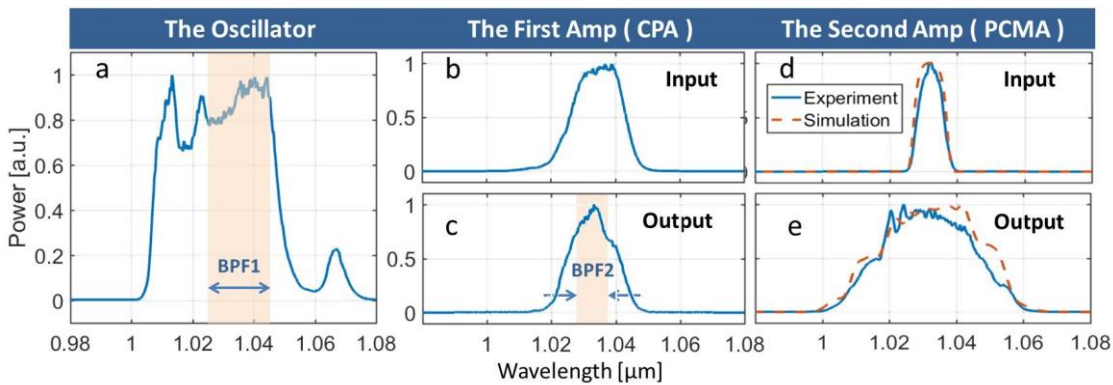 The Oscillator
The First Amp ( CPA )
The Second Amp ( PCMA )
a
b
Input
d
Input
Experiment
Simulation
c
Output
e
Output
BPF1
BPF2
Power [a.u.]
1
0.8
0.6
0.4
0.2
0
1
0.5
0
1
0.5
0
0.98 1 1.02 1.04 1.06 1.08
1 1.02 1.04 1.06 1.08
1 1.02 1.04 1.06 1.08
Wavelength [μm]